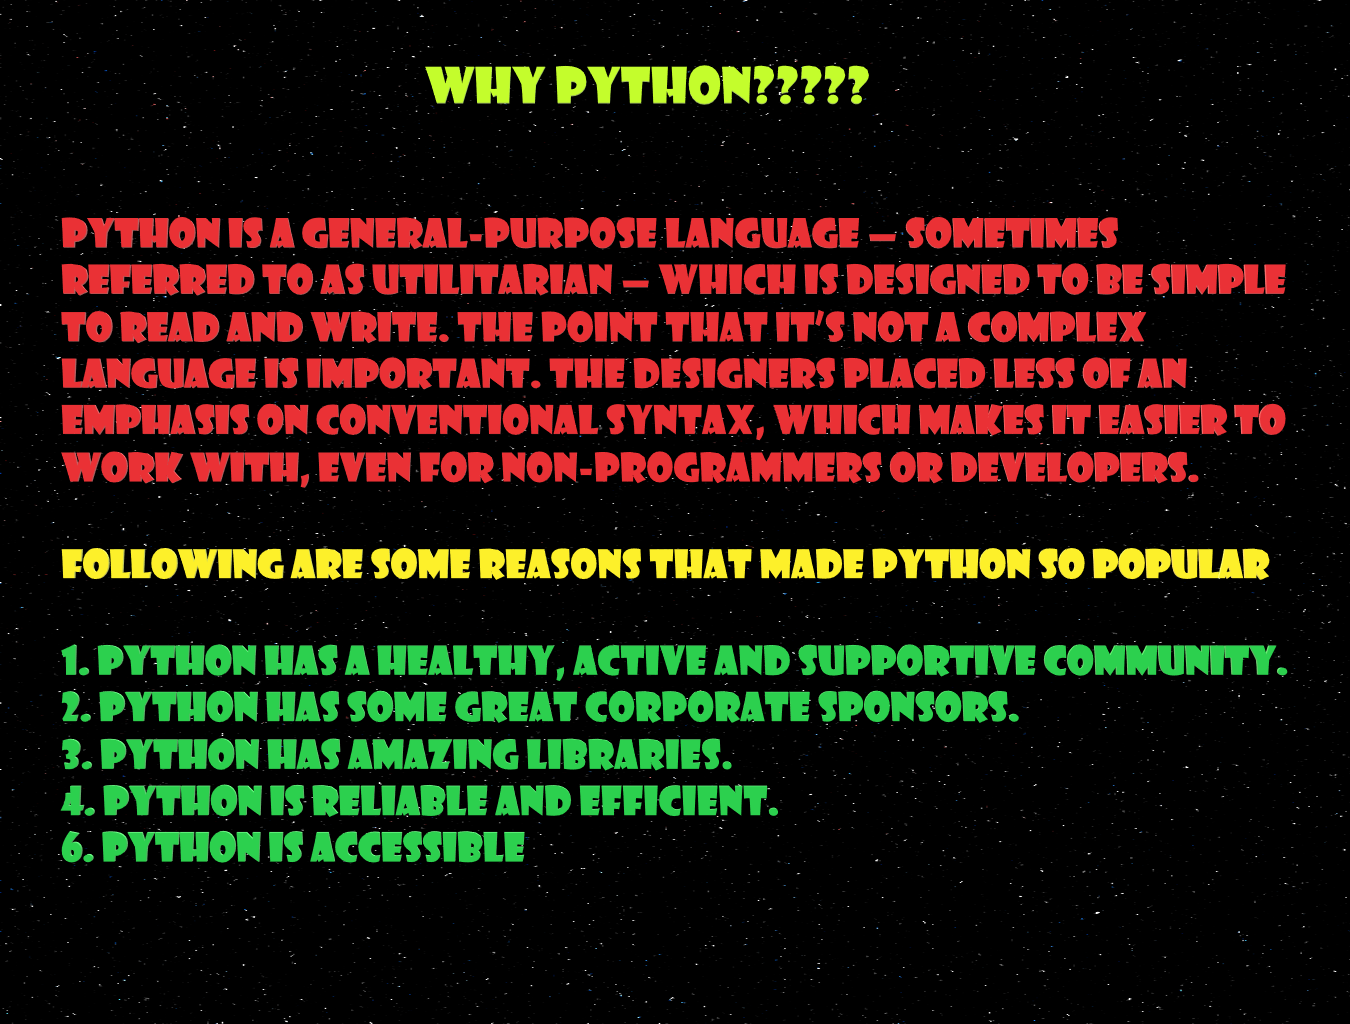 WHY PYTHON?????
PYTHON IS A GENERAL-PURPOSE LANGUAGE – SOMETIMES
REFERRED TO AS UTILITARIAN – WHICH IS DESIGNED TO BE SIMPLE
TO READ AND WRITE. THE POINT THAT IT'S NOT A COMPLEX
LANGUAGE IS IMPORTANT. THE DESIGNERS PLACED LESS OF AN
EMPHASIS ON CONVENTIONAL SYNTAX, WHICH MAKES IT EASIER TO
WORK WITH, EVEN FOR NON-PROGRAMMERS OR DEVELOPERS.
FOLLOWING ARE SOME REASONS THAT MADE PYTHON SO POPULAR
1. PYTHON HAS A HEALTHY, ACTIVE AND SUPPORTIVE COMMUNITY.
2. PYTHON HAS SOME GREAT CORPORATE SPONSORS.
3. PYTHON HAS AMAZING LIBRARIES.
4. PYTHON IS RELIABLE AND EFFICIENT.
6. PYTHON IS ACCESSIBLE